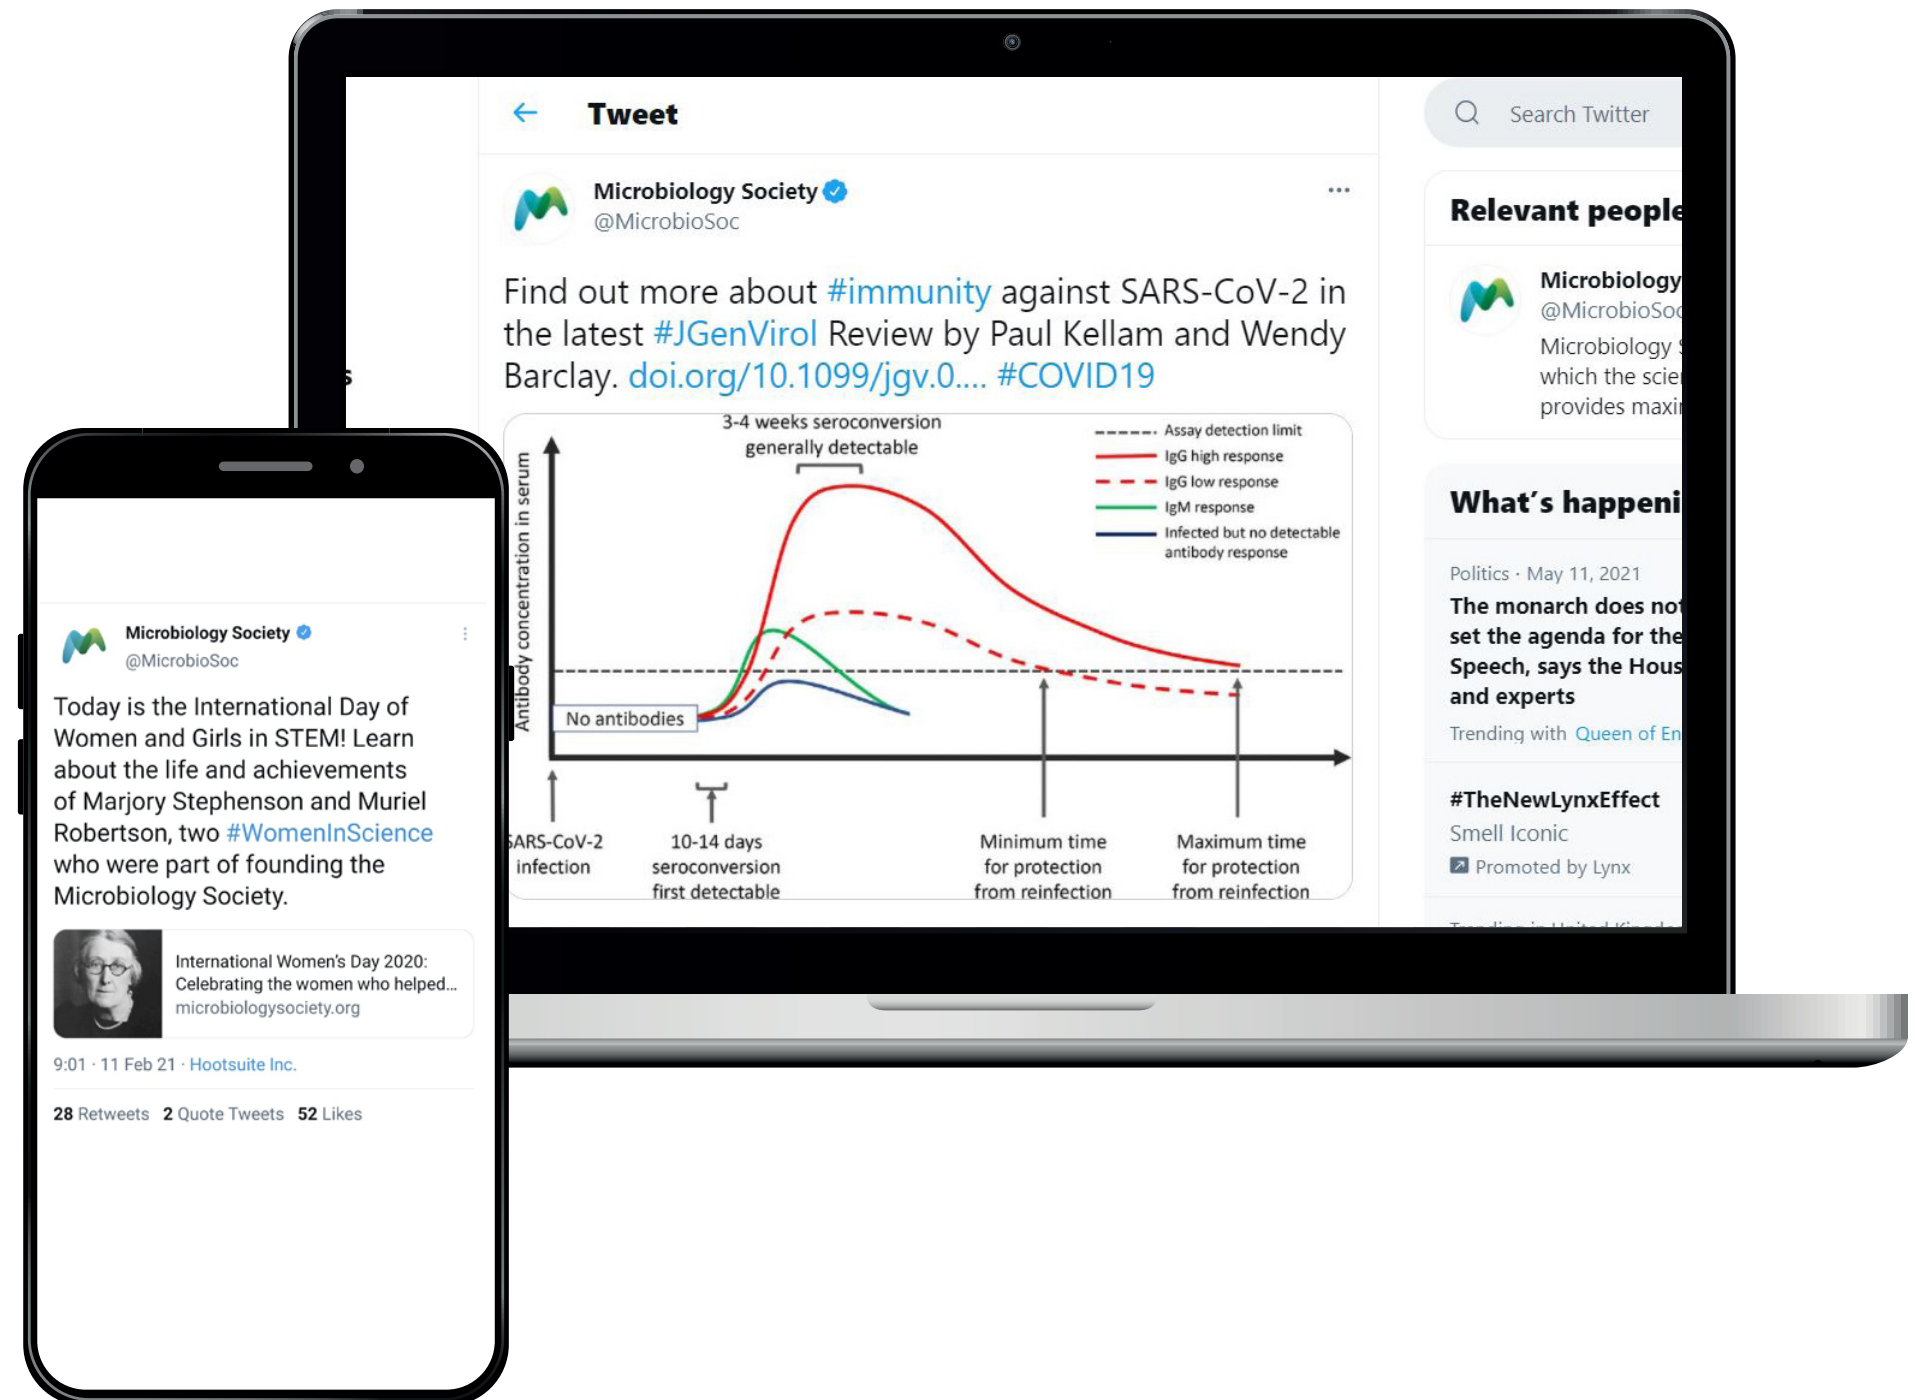 Tweet
Search Twitter
Microbiology Society
@MicrobioSoc
Find out more about #immunity against SARS-CoV-2 in
the latest #JGenVirol Review by Paul Kellam and Wendy
Barclay. doi.org/10.1099/jgv.0.... #COVID19
3-4 weeks seroconversion
generally detectable
Assay detection limit
IgG high response
IgG low response
IgM response
Infected but no detectable
antibody response
Antibody concentration in serum
No antibodies
SARS-CoV-2
infection
10-14 days
seroconversion
first detectable
Minimum time
for protection
from reinfection
Maximum time
for protection
from reinfection
Relevant people
Microbiology
@MicrobioSoc
Microbiology
which the
provides
What's
Politics · May 11, 2021
The monarch does not
set the agenda for the
Speech, says the
and experts
Trending with Queen of
#TheNewLynxEffect
Smell Iconic
Promoted by Lynx
Trending in United
Microbiology Society
@MicrobioSoc
Today is the International Day of
Women and Girls in STEM! Learn
about the life and achievements
of Marjory Stephenson and Muriel
Robertson, two #WomenInScience
who were part of founding the
Microbiology Society.
International Women's Day 2020:
Celebrating the women who helped...
microbiologysociety.org
9:01 · 11 Feb 21 · Hootsuite Inc.
28 Retweets 2 Quote Tweets 52 Likes